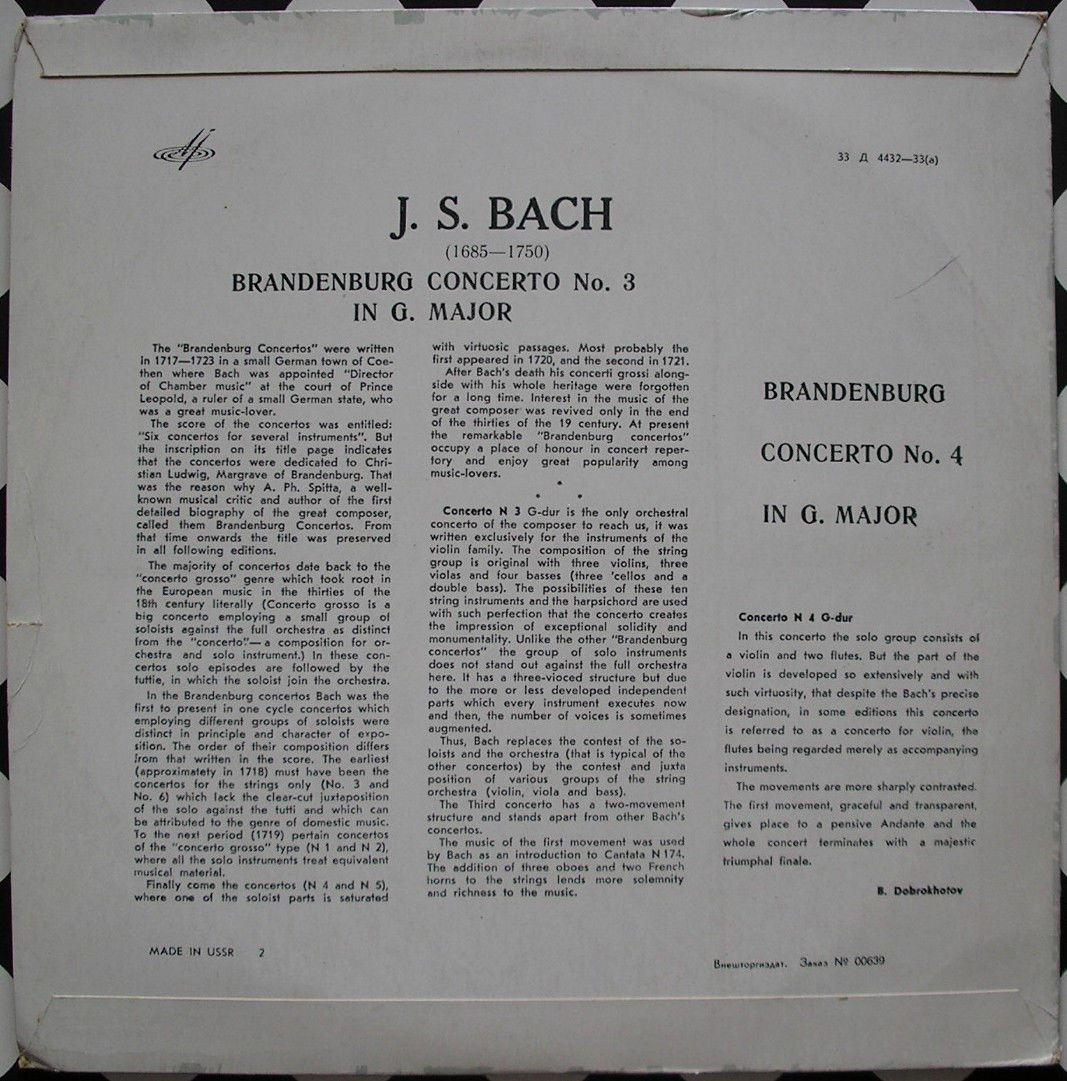 33 Д 4432—33(a)
J. S. BACH
(1685—1750)
BRANDENBURG CONCERTO No. 3
IN G. MAJOR
The "Brandenburg Concertos" were written
in 1717—1723 in a small German town of Coe-
then where Bach was appointed "Director
of Chamber music" at the court of Prince
Leopold, a ruler of a small German state, who
was a great music-lover.
The score of the concertos was entitled:
"Six concertos for several instruments". But
the inscription on its title page indicates
that the concertos were dedicated to Chri-
stian Ludwig, Margrave of Brandenburg. That
was the reason why A. Ph. Spitta, a well-
known musical critic and author of the first
detailed biography of the great composer,
called them Brandenburg Concertos. From
that time onwards the title was preserved
in all following editions.
The majority of concertos date back to the
"concerto grosso" genre which took root in
the European music in the thirties of the
18th century literally (Concerto grosso is a
big concerto employing a small group of
soloists against the full orchestra as distinct
from the "concerto"—a composition for or-
chestra and solo instrument.) In these con-
certos solo episodes are followed by the
tuttie, in which the soloist join the orchestra.
In the Brandenburg concertos Bach was the
first to present in one cycle concertos which
employing different groups of soloists were
distinct in principle and character of expo-
sition. The order of their composition differs
from that written in the score. The earliest
(approximatety in 1718) must have been the
concertos for the strings only (No. 3 and
No. 6) which lack the clear-cut juxtaposition
of the solo against the tutti and which can
be attributed to the genre of domestic music.
To the next period (1719) pertain concertos
of the "concerto grosso" type (N 1 and N 2),
where all the solo instruments treat equivalent
musical material.
Finally come the concertos (N 4 and N 5),
where one of the soloist parts is saturated
with virtuosic passages. Most probably the
first appeared in 1720, and the second in 1721.
After Bach's death his concerti grossi along-
side with his whole heritage were forgotten
for a long time. Interest in the music of the
great composer was revived only in the end
of the thirties of the 19 century. At present
the remarkable "Brandenburg concertos"
occupy a place of honour in concert reper-
tory and enjoy great popularity among
music-lovers.
* * *
Concerto N 3 G-dur is the only orchestral
concerto of the composer to reach us, it was
written exclusively for the instruments of the
violin family. The composition of the string
group is original with three violins, three
violas and four basses (three 'cellos and a
double bass). The possibilities of these ten
string instruments and the harpsichord are used
with such perfection that the concerto creates
the impression of exceptional solidity and
monumentality. Unlike the other "Brandenburg
concertos" the group of solo instruments
does not stand out against the full orchestra
here. It has a three-vioced structure but due
to the more or less developed independent
parts which every instrument executes now
and then, the number of voices is sometimes
augmented.
Thus, Bach replaces the contest of the so-
loists and the orchestra (that is typical of the
other concertos) by the contest and juxta
position of various groups of the string
orchestra (violin, viola and bass).
The Third concerto has a two-movement
structure and stands apart from other Bach's
concertos.
The music of the first movement was used
by Bach as an introduction to Cantata N 174.
The addition of three oboes and two French
horns to the strings lends more solemnity
and richness to the music.
BRANDENBURG
CONCERTO No. 4
IN G. MAJOR
Concerto N 4 G-dur
In this concerto the solo group consists of
a violin and two flutes. But the part of the
violin is developed so extensively and with
such virtuosity, that despite the Bach's precise
designation, in some editions this concerto
is referred to as a concerto for violin, the
flutes being regarded merely as accompanying
instruments.
The movements are more sharply contrasted.
The first movement, graceful and transparent,
gives place to a pensive Andante and the
whole concert terminates with a majestic
triumphal finale.
B. Dobrokhotov
MADE IN USSR 2
Внешторгиздат. Заказ № 00639